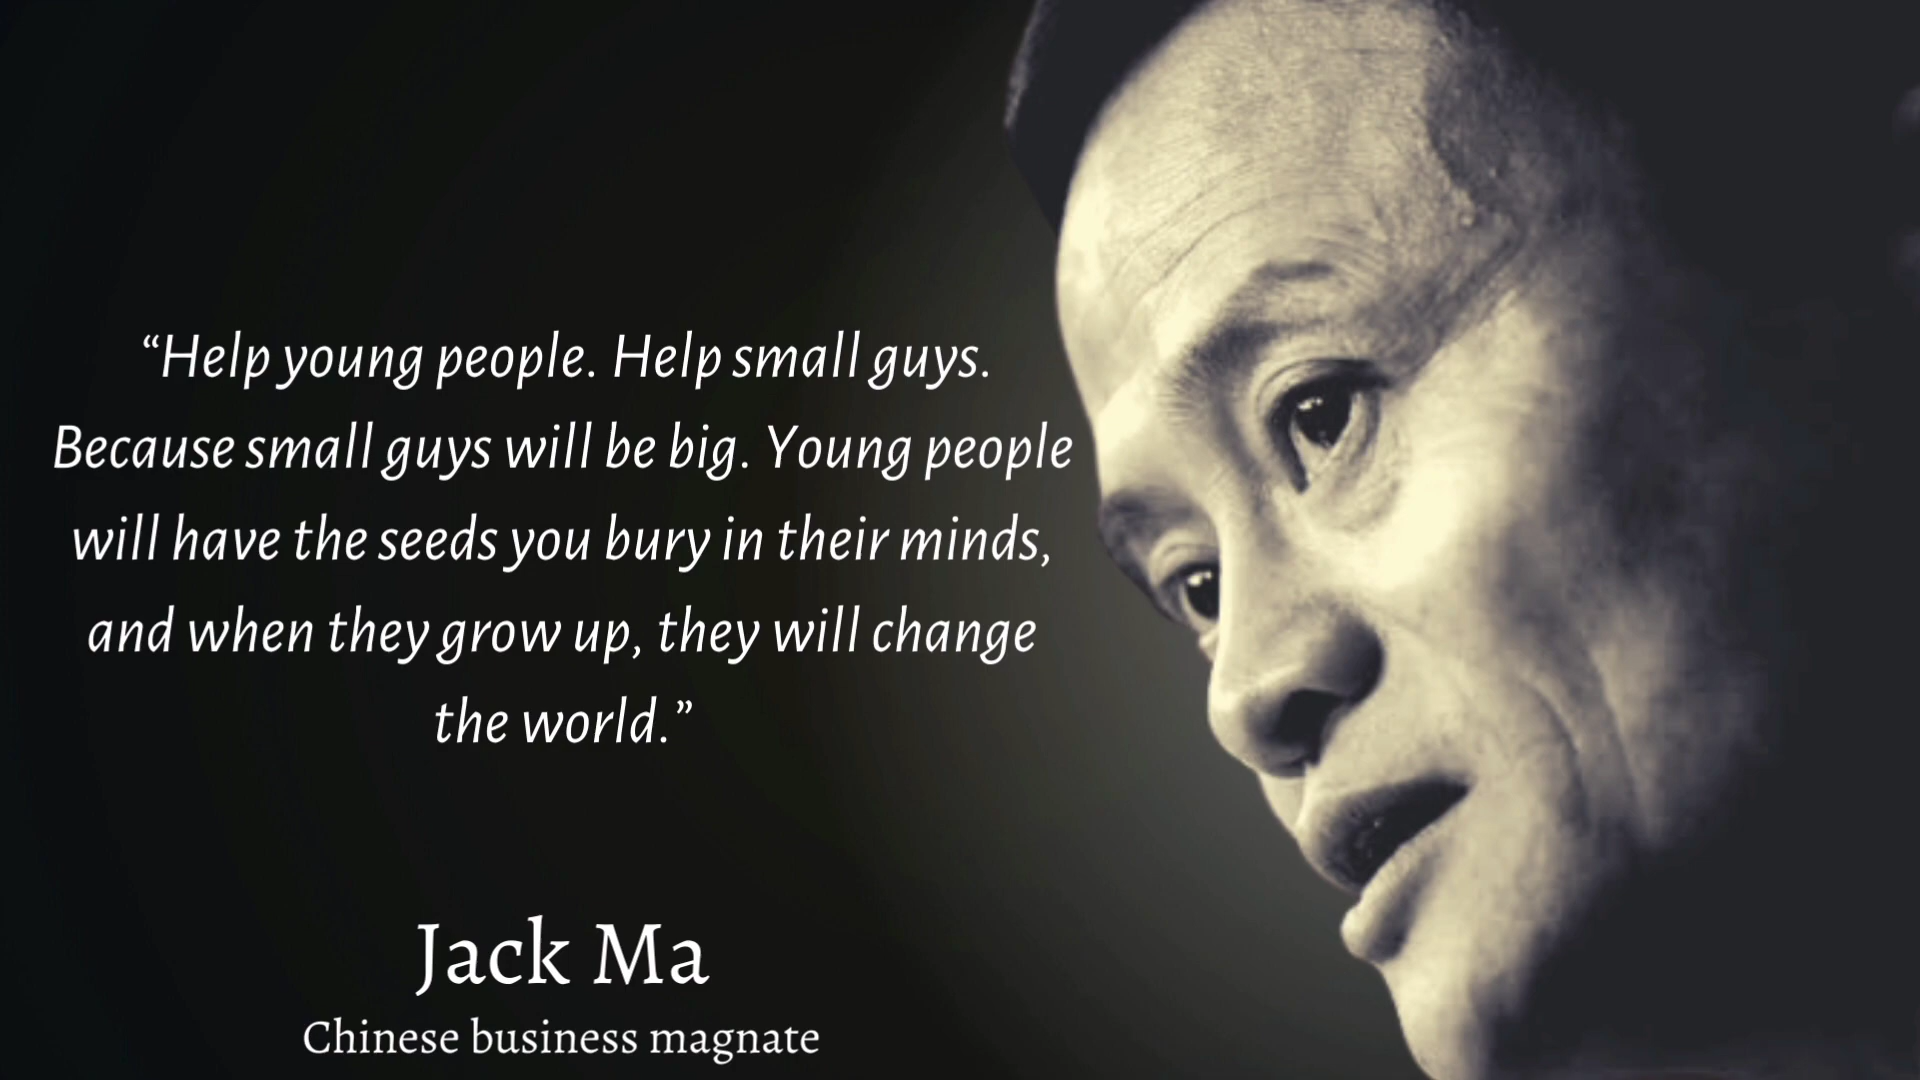 “Help young people. Help small guys.
Because small guys will be big. Young people
will have the seeds you bury in their minds,
and when they grow up, they will change
the world.”
Jack Ma
Chinese business magnate